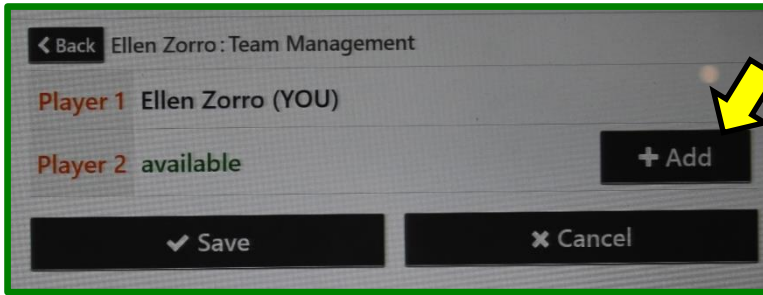 Back Ellen Zorro : Team Management
Player 1 Ellen Zorro (YOU)
Player 2 available + Add
Save Cancel